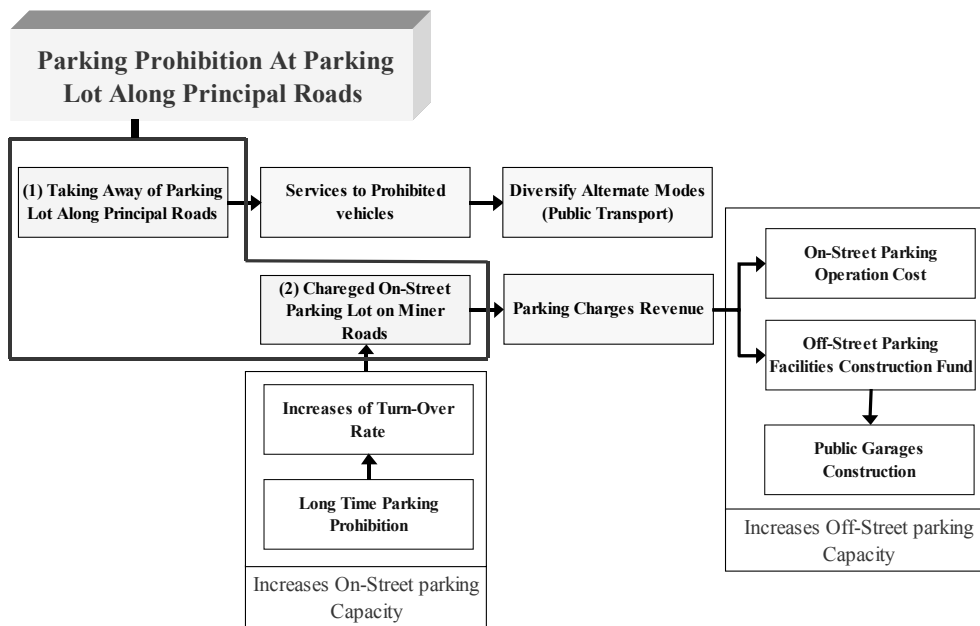 Parking Prohibition At Parking
Lot Along Principal Roads
(1) Taking Away of Parking
Lot Along Principal Roads
Services to Prohibited
vehicles
Diversify Alternate Modes
(Public Transport)
(2) Chareged On-Street
Parking Lot on Miner
Roads
Parking Charges Revenue
On-Street Parking
Operation Cost
Off-Street Parking
Facilities Construction Fund
Public Garages
Construction
Increases Off-Street parking
Capacity
Increases of Turn-Over
Rate
Long Time Parking
Prohibition
Increases On-Street parking
Capacity